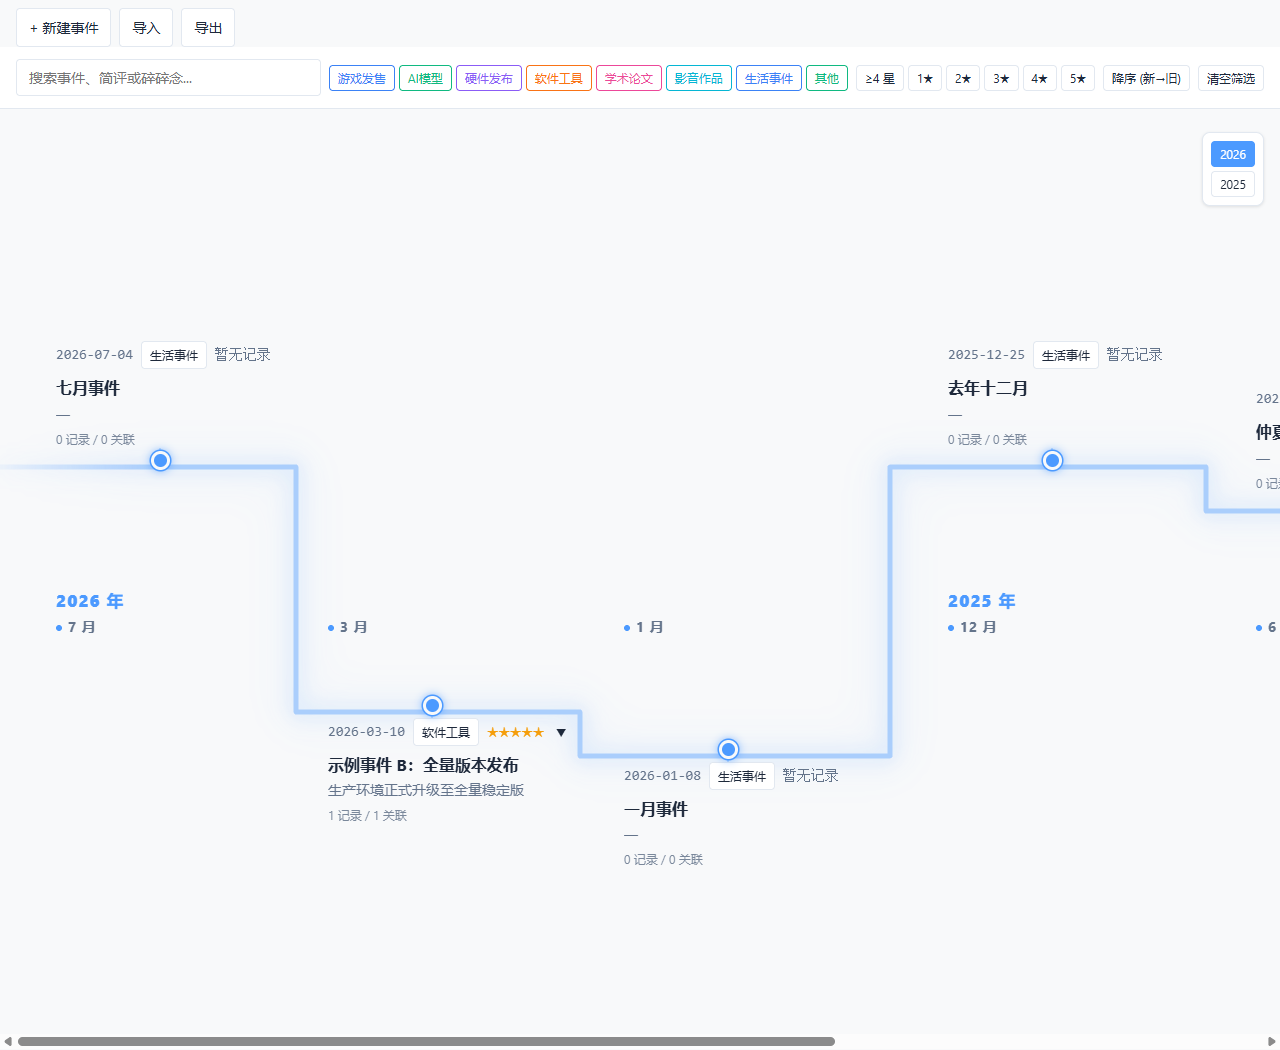 + 新建事件 导入 导出
搜索事件、简评或碎碎念... 游戏发售 AI模型 硬件发布 软件工具 学术论文 影音作品 生活事件 其他 ≥4 星 1★ 2★ 3★ 4★ 5★ 降序 (新→旧) 清空筛选
2026
2025
2026-07-04 生活事件 暂无记录
七月事件
—
0 记录 / 0 关联
2025-12-25 生活事件 暂无记录
去年十二月
—
0 记录 / 0 关联
202
仲夏
—
0 记
2026 年
7 月
3 月
1 月
2025 年
12 月
6
2026-03-10 软件工具 ★★★★★ ▼
示例事件 B：全量版本发布
生产环境正式升级至全量稳定版
1 记录 / 1 关联
2026-01-08 生活事件 暂无记录
一月事件
—
0 记录 / 0 关联